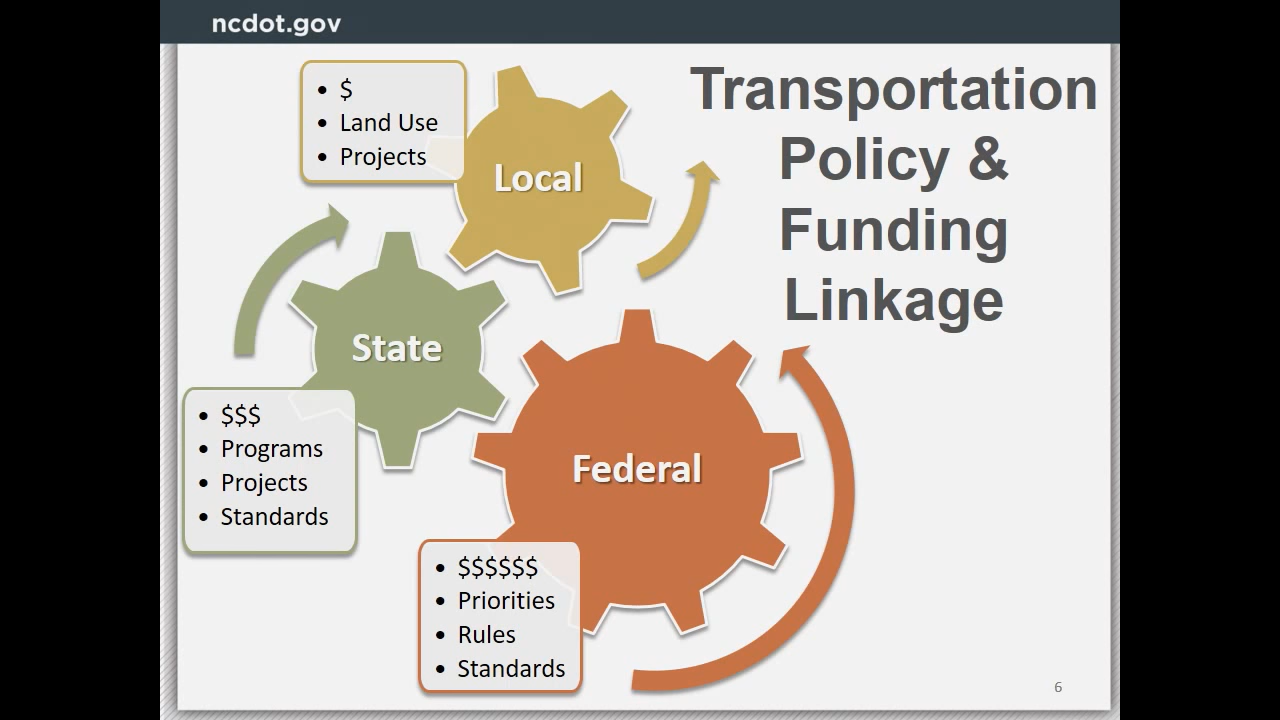 ncdot.gov
Transportation
Policy &
Funding
Linkage
• $
• Land Use
• Projects
Local
State
• $$$
• Programs
• Projects
• Standards
Federal
• $$$$$$
• Priorities
• Rules
• Standards
6